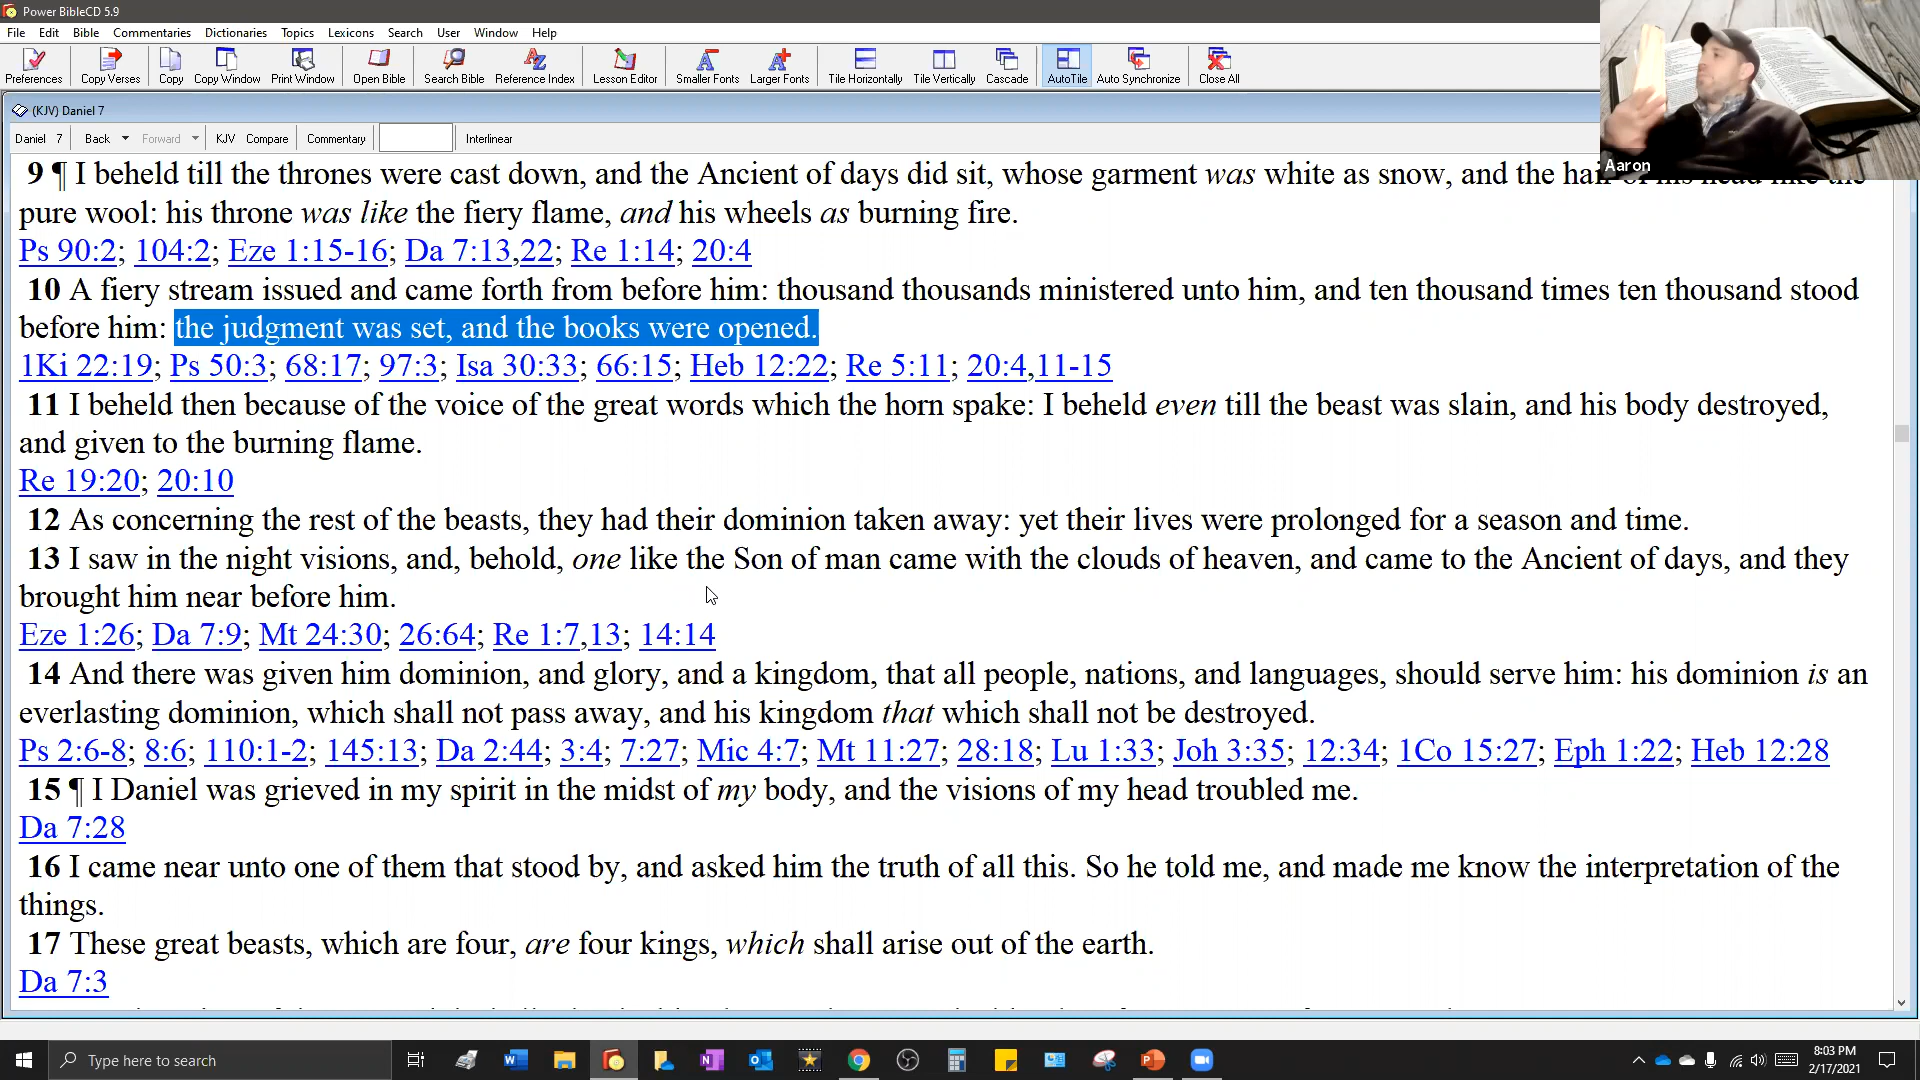 Power BibleCD 5.9
File Edit Bible Commentaries Dictionaries Topics Lexicons Search User Window Help
Preferences Copy Verses Copy Copy Window Print Window Open Bible Search Bible Reference Index Lesson Editor Smaller Fonts Larger Fonts Tile Horizontally Tile Vertically Cascade AutoTile Auto Synchronize Close All
(KJV) Daniel 7
Daniel 7 Back Forward KJV Compare Commentary Interlinear
Aaron
9 ¶ I beheld till the thrones were cast down, and the Ancient of days did sit, whose garment was white as snow, and the hair of his head like the
pure wool: his throne was like the fiery flame, and his wheels as burning fire.
Ps 90:2; 104:2; Eze 1:15-16; Da 7:13,22; Re 1:14; 20:4
10 A fiery stream issued and came forth from before him: thousand thousands ministered unto him, and ten thousand times ten thousand stood
before him: the judgment was set, and the books were opened.
1Ki 22:19; Ps 50:3; 68:17; 97:3; Isa 30:33; 66:15; Heb 12:22; Re 5:11; 20:4,11-15
11 I beheld then because of the voice of the great words which the horn spake: I beheld even till the beast was slain, and his body destroyed,
and given to the burning flame.
Re 19:20; 20:10
12 As concerning the rest of the beasts, they had their dominion taken away: yet their lives were prolonged for a season and time.
13 I saw in the night visions, and, behold, one like the Son of man came with the clouds of heaven, and came to the Ancient of days, and they
brought him near before him.
Eze 1:26; Da 7:9; Mt 24:30; 26:64; Re 1:7,13; 14:14
14 And there was given him dominion, and glory, and a kingdom, that all people, nations, and languages, should serve him: his dominion is an
everlasting dominion, which shall not pass away, and his kingdom that which shall not be destroyed.
Ps 2:6-8; 8:6; 110:1-2; 145:13; Da 2:44; 3:4; 7:27; Mic 4:7; Mt 11:27; 28:18; Lu 1:33; Joh 3:35; 12:34; 1Co 15:27; Eph 1:22; Heb 12:28
15 ¶ I Daniel was grieved in my spirit in the midst of my body, and the visions of my head troubled me.
Da 7:28
16 I came near unto one of them that stood by, and asked him the truth of all this. So he told me, and made me know the interpretation of the
things.
17 These great beasts, which are four, are four kings, which shall arise out of the earth.
Da 7:3
Type here to search
8:03 PM
2/17/2021